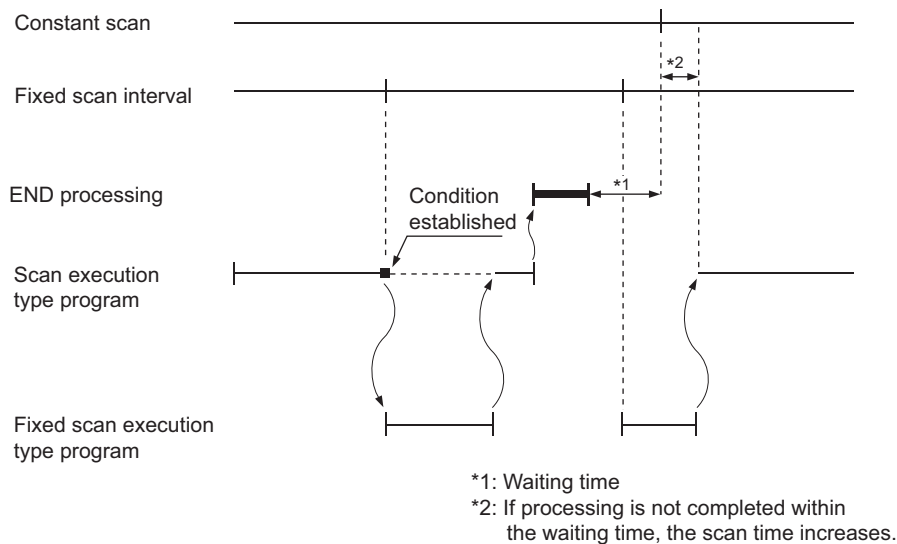 Constant scan
*2
Fixed scan interval
END processing
*1
Condition
established
Scan execution
type program
Fixed scan execution
type program
*1: Waiting time
*2: If processing is not completed within
the waiting time, the scan time increases.